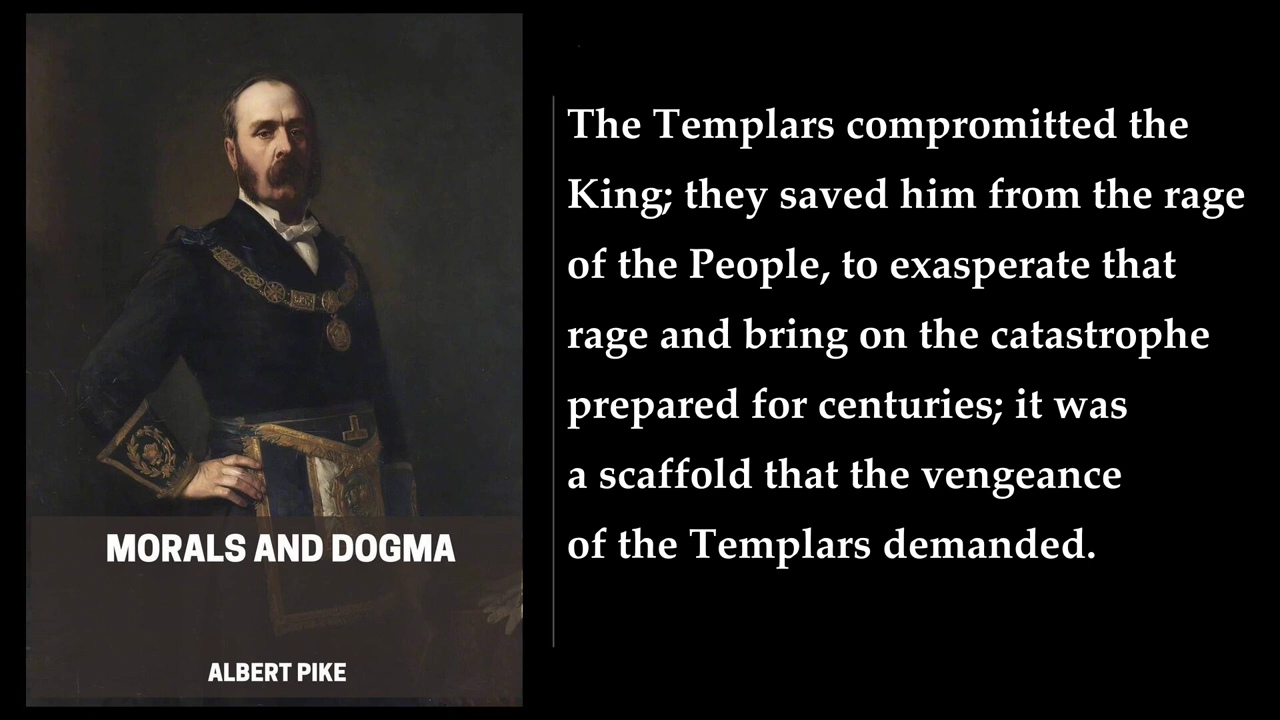 MORALS AND DOGMA
ALBERT PIKE
The Templars compromitted the
King; they saved him from the rage
of the People, to exasperate that
rage and bring on the catastrophe
prepared for centuries; it was
a scaffold that the vengeance
of the Templars demanded.